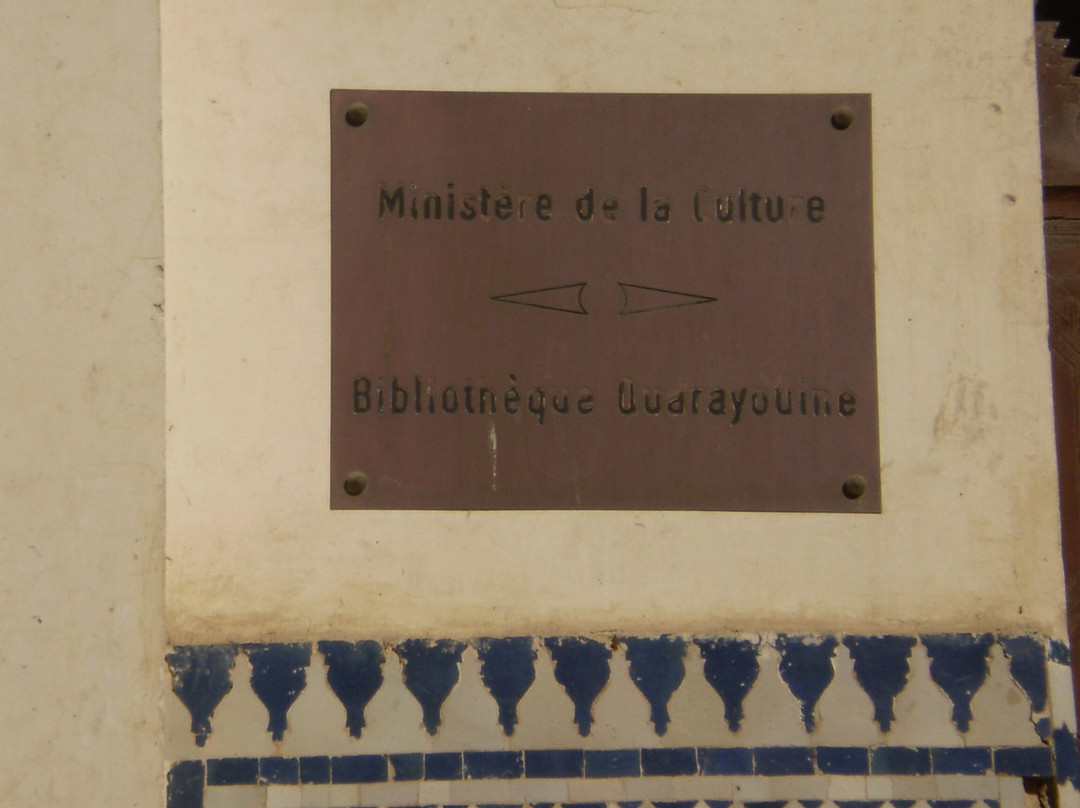 Ministère de la Culture
Bibliothèque Quarayouine